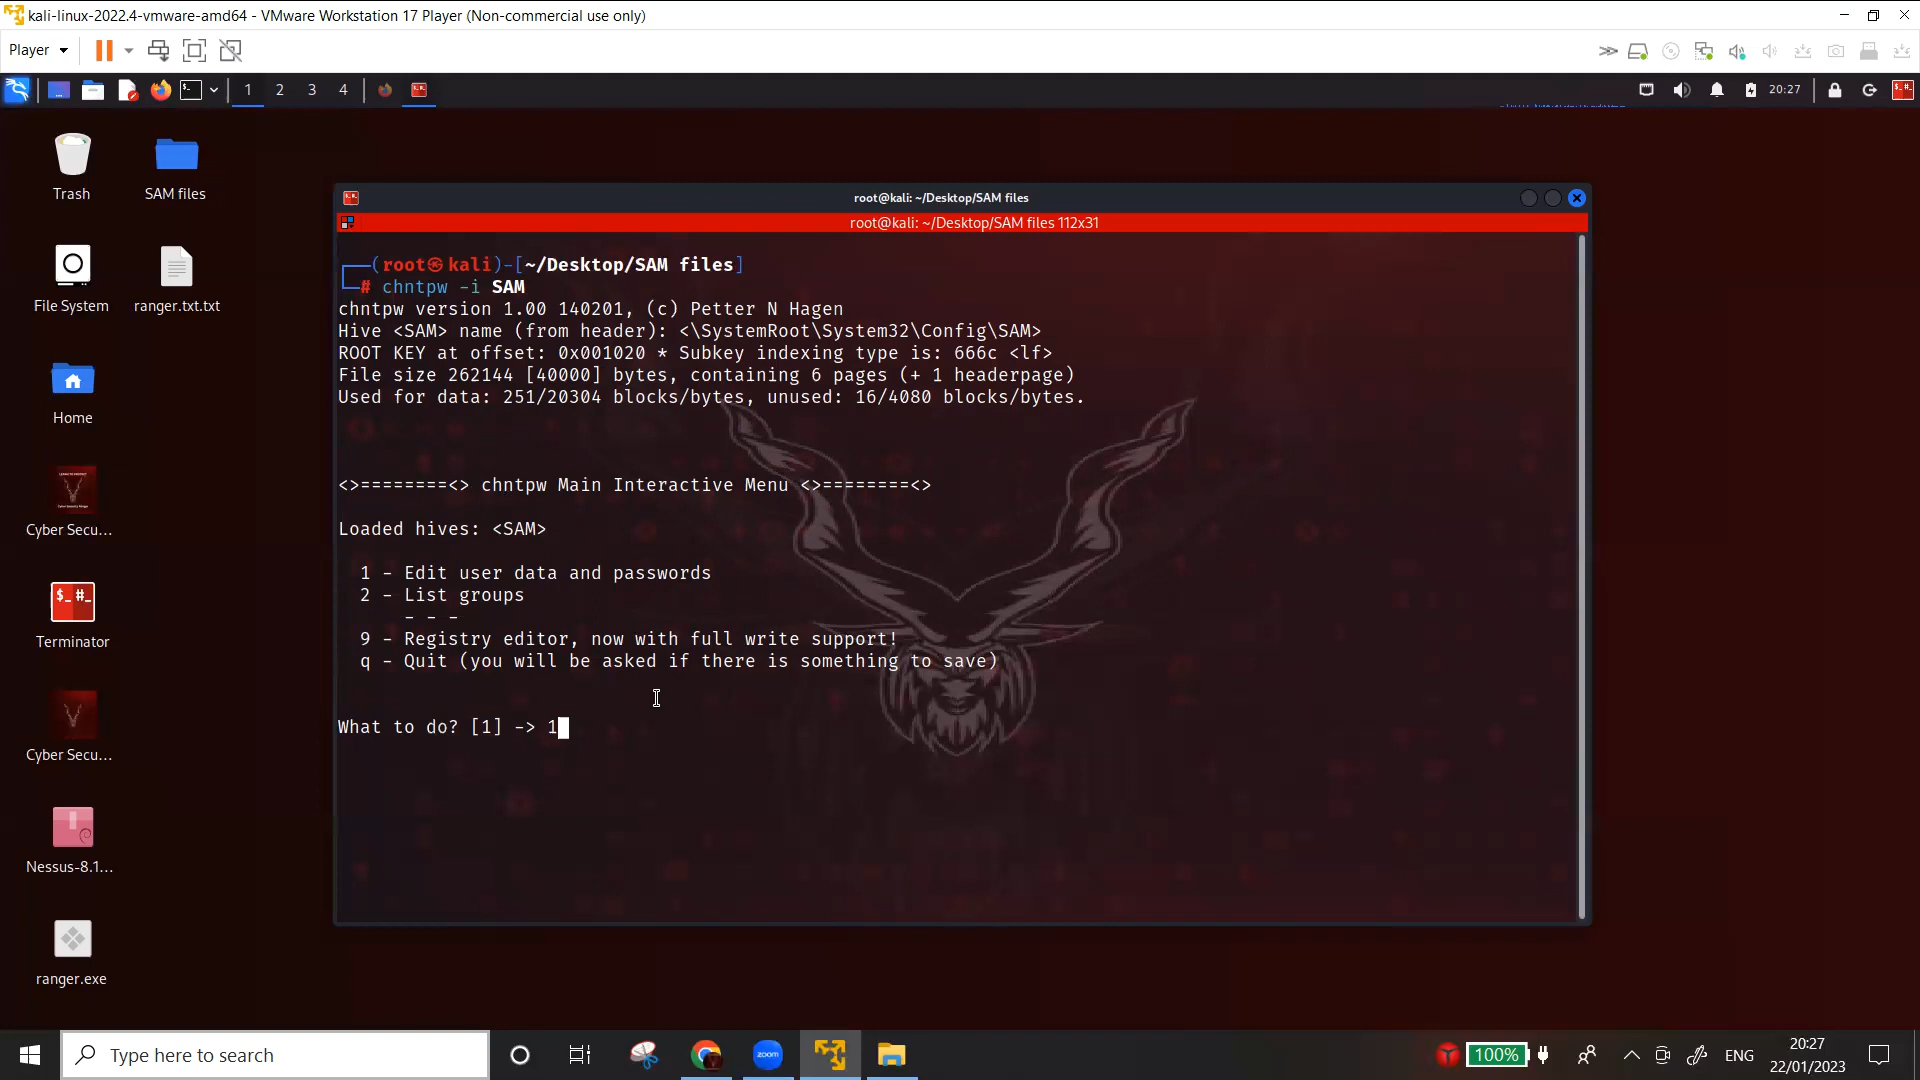 kali-linux-2022.4-vmware-amd64 - VMware Workstation 17 Player (Non-commercial use only)
Player
1 2 3 4
20:27
Trash
SAM files
File System
ranger.txt.txt
Home
Cyber Secu...
Terminator
Cyber Secu...
Nessus-8.1...
ranger.exe
root@kali: ~/Desktop/SAM files
root@kali: ~/Desktop/SAM files 112x31
┌──(root㉿kali)-[~/Desktop/SAM files]
└─# chntpw -i SAM
chntpw version 1.00 140201, (c) Petter N Hagen
Hive <SAM> name (from header): <\SystemRoot\System32\Config\SAM>
ROOT KEY at offset: 0x001020 * Subkey indexing type is: 666c <lf>
File size 262144 [40000] bytes, containing 6 pages (+ 1 headerpage)
Used for data: 251/20304 blocks/bytes, unused: 16/4080 blocks/bytes.
<>========<> chntpw Main Interactive Menu <>========<>
Loaded hives: <SAM>
1 - Edit user data and passwords
2 - List groups
- - -
9 - Registry editor, now with full write support!
q - Quit (you will be asked if there is something to save)
What to do? [1] -> 1
Type here to search
zoom
100%
ENG
20:27
22/01/2023